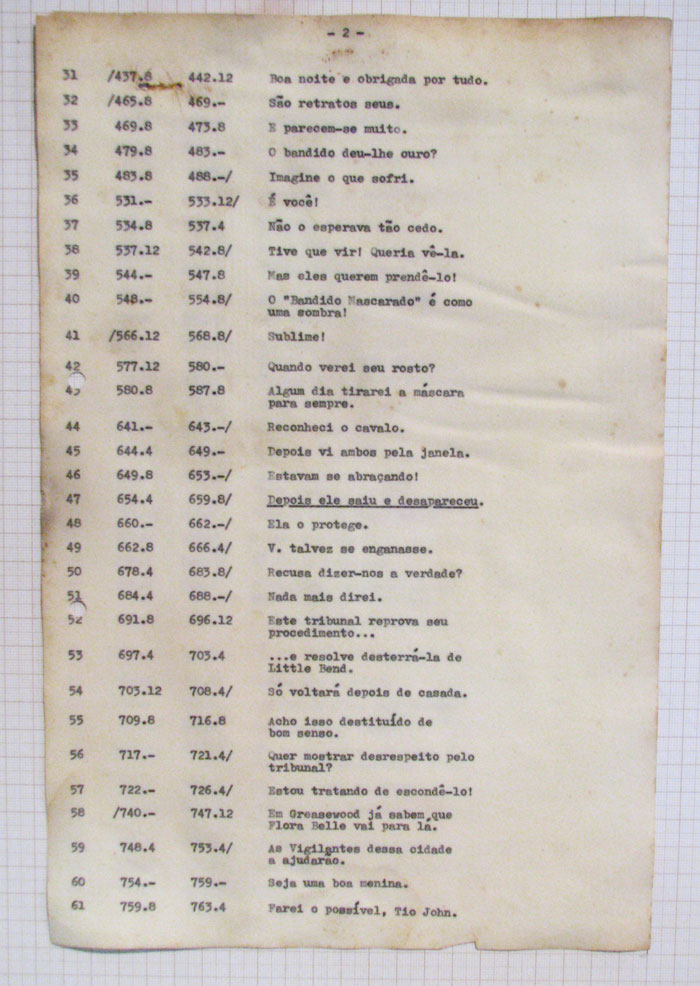 - 2 -
31 /437.8 442.12 Boa noite e obrigada por tudo.
32 /465.8 469.- São retratos seus.
33 469.8 473.8 E parecem-se muito.
34 479.8 483.- O bandido deu-lhe ouro?
35 483.8 488.-/ Imagine o que sofri.
36 531.- 533.12/ É você!
37 534.8 537.4 Não o esperava tão cedo.
38 537.12 542.8/ Tive que vir! Queria vê-la.
39 544.- 547.8 Mas eles querem prendê-lo!
40 548.- 554.8/ O "Bandido Mascarado" é como
uma sombra!
41 /566.12 568.8/ Sublime!
42 577.12 580.- Quando verei seu rosto?
43 580.8 587.8 Algum dia tirarei a máscara
para sempre.
44 641.- 643.-/ Reconheci o cavalo.
45 644.4 649.- Depois vi ambos pela janela.
46 649.8 653.-/ Estavam se abraçando!
47 654.4 659.8/ Depois ele saiu e desapareceu.
48 660.- 662.-/ Ela o protege.
49 662.8 666.4/ V. talvez se enganasse.
50 678.4 683.8/ Recusa dizer-nos a verdade?
51 684.4 688.-/ Nada mais direi.
52 691.8 696.12 Este tribunal reprova seu
procedimento...
53 697.4 703.4 ...e resolve desterrá-la de
Little Bend.
54 703.12 708.4/ Só voltará depois de casada.
55 709.8 716.8 Acho isso destituído de
bom senso.
56 717.- 721.4/ Quer mostrar desrespeito pelo
tribunal?
57 722.- 726.4/ Estou tratando de escondê-lo!
58 /740.- 747.12 Em Greasewood já sabem que
Flora Belle vai para lá.
59 748.4 753.4/ As Vigilantes dessa cidade
a ajudarão.
60 754.- 759.- Seja uma boa menina.
61 759.8 763.4 Farei o possível, Tio John.